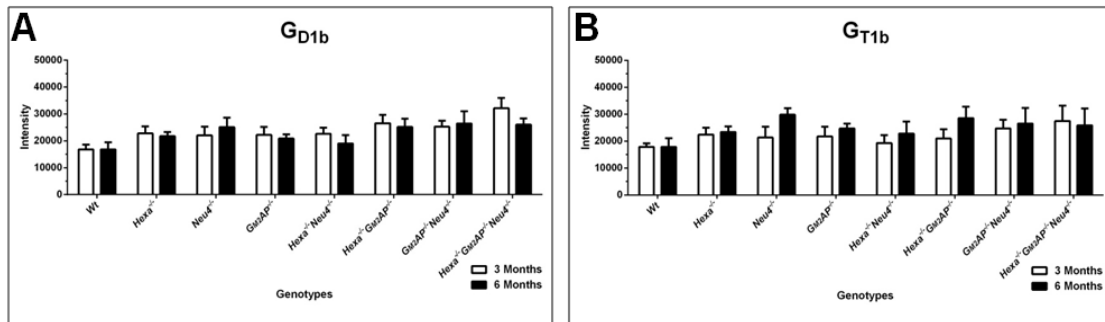 A
G_D1b
50000
40000
30000
20000
10000
0
Intensity
Wt
Hexa⁻/⁻
Neu4⁻/⁻
GM2AP⁻/⁻
Hexa⁻/⁻Neu4⁻/⁻
Hexa⁻/⁻GM2AP⁻/⁻
GM2AP⁻/⁻Neu4⁻/⁻
Hexa⁻/⁻GM2AP⁻/⁻Neu4⁻/⁻
3 Months
6 Months
Genotypes
B
G_T1b
50000
40000
30000
20000
10000
0
Intensity
Wt
Hexa⁻/⁻
Neu4⁻/⁻
GM2AP⁻/⁻
Hexa⁻/⁻Neu4⁻/⁻
Hexa⁻/⁻GM2AP⁻/⁻
GM2AP⁻/⁻Neu4⁻/⁻
Hexa⁻/⁻GM2AP⁻/⁻Neu4⁻/⁻
3 Months
6 Months
Genotypes